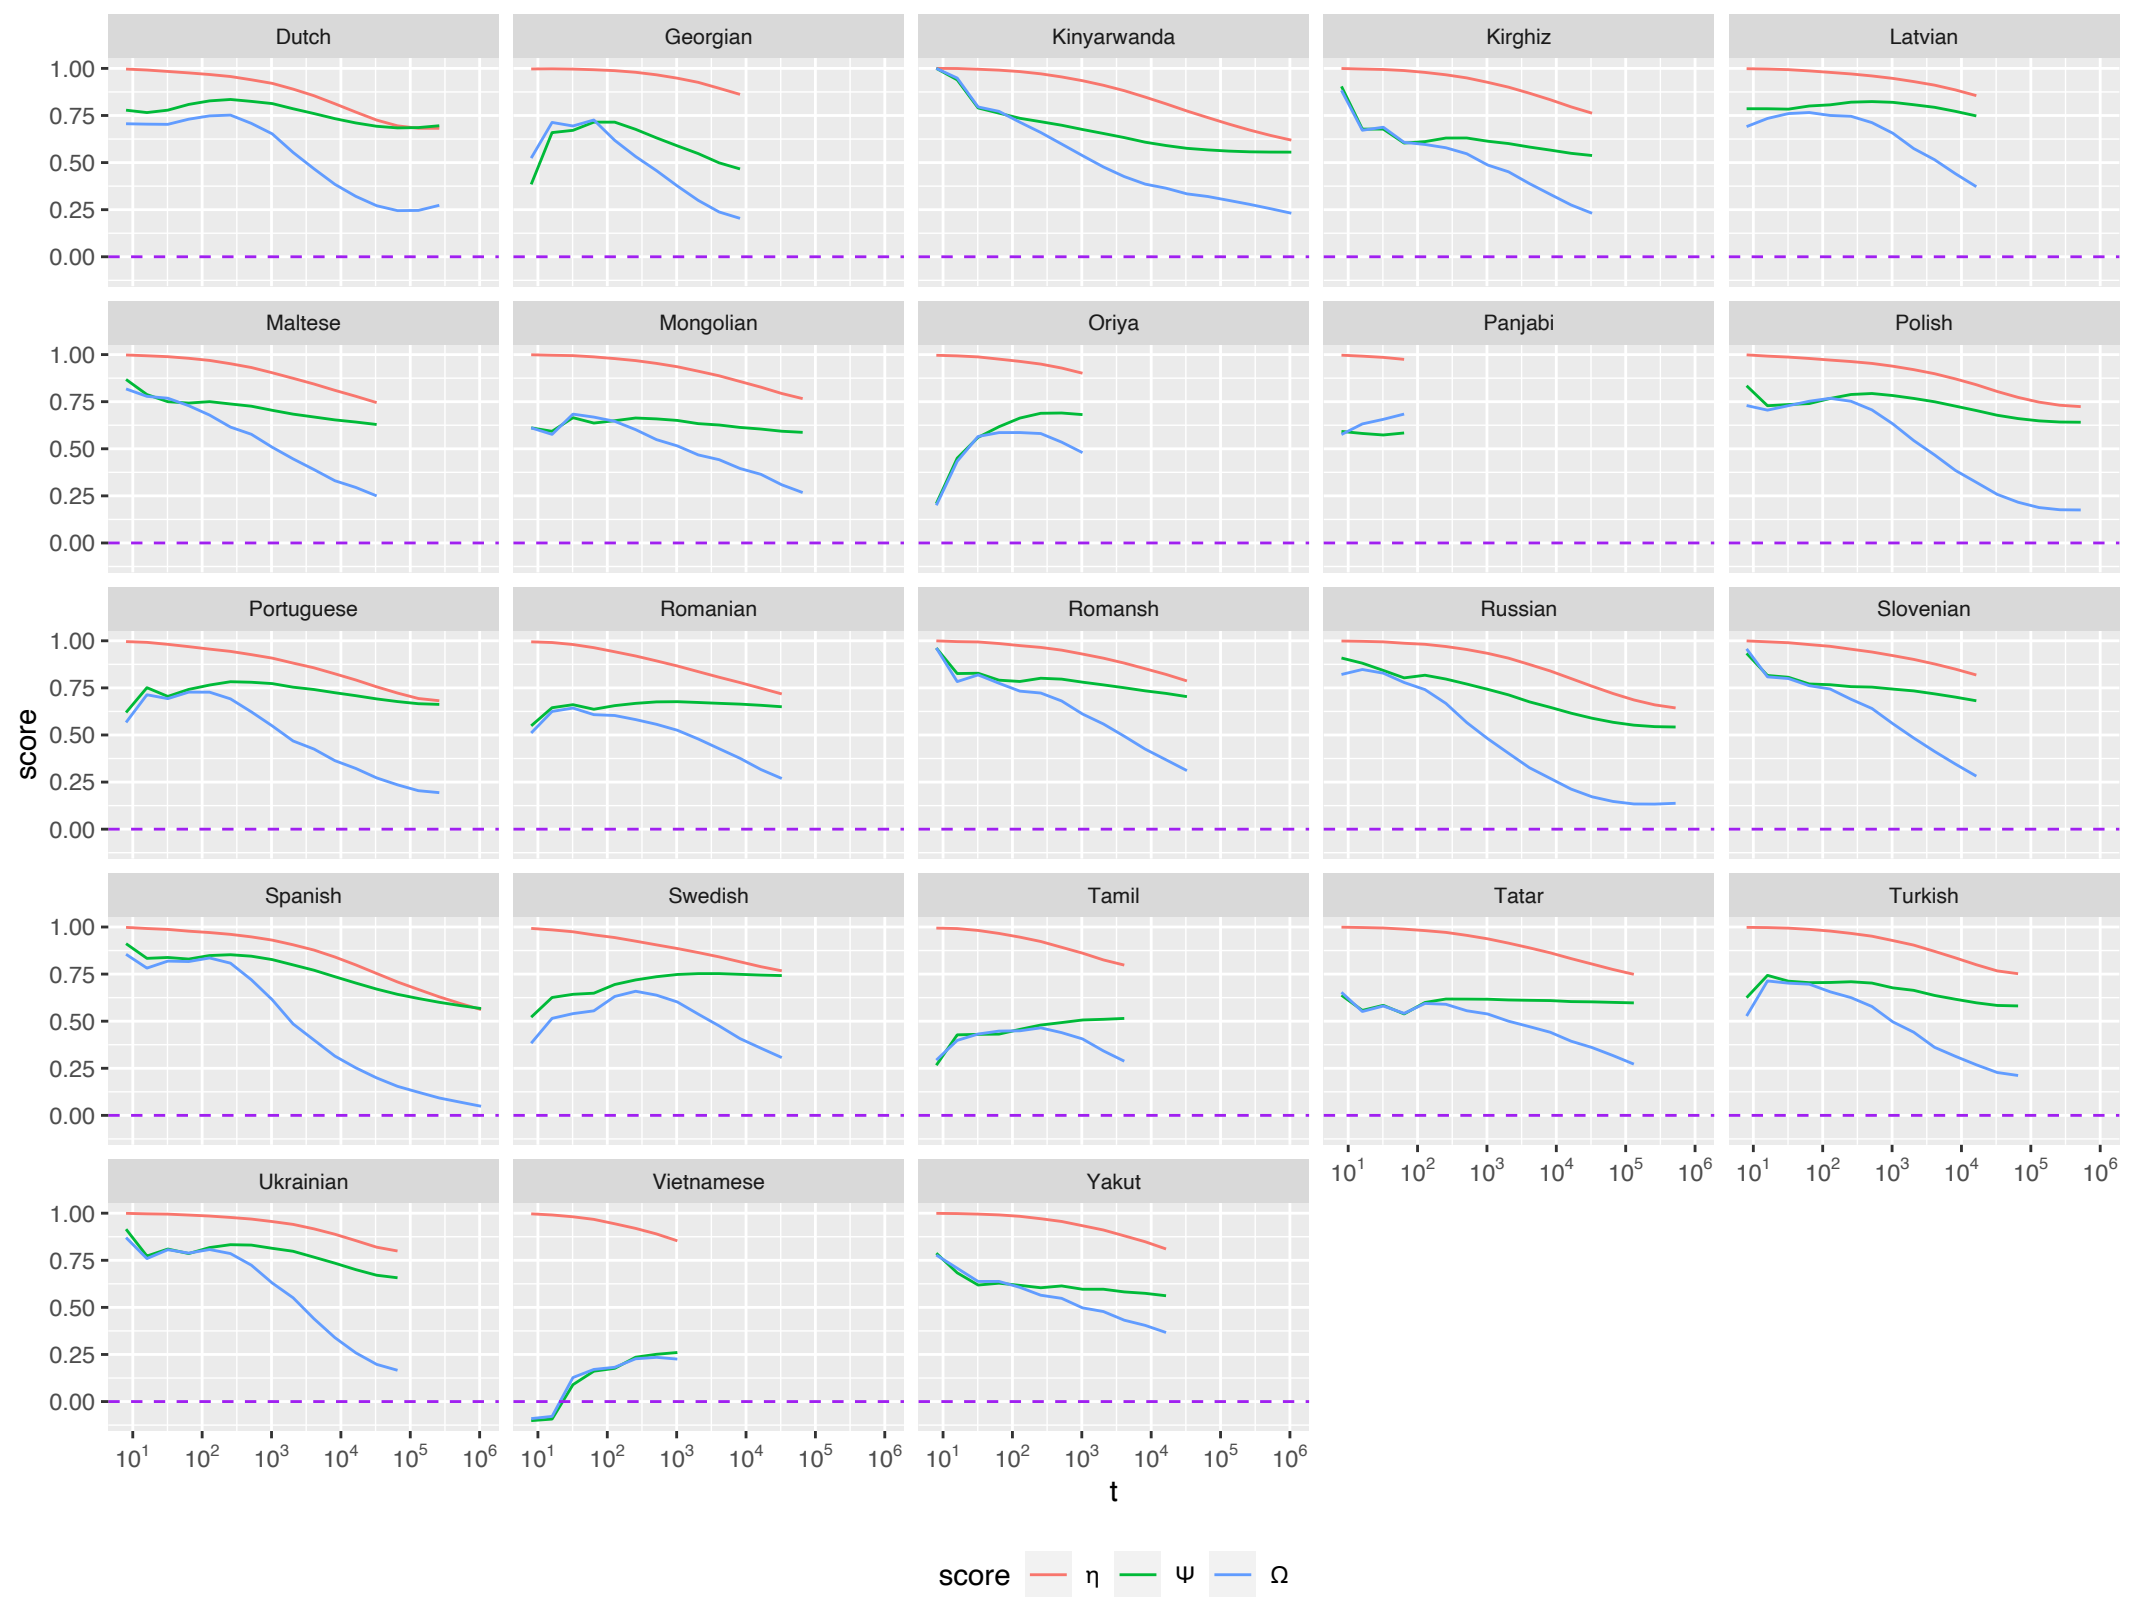 Dutch Georgian Kinyarwanda Kirghiz Latvian
1.00
0.75
0.50
0.25
0.00
Maltese Mongolian Oriya Panjabi Polish
1.00
0.75
0.50
0.25
0.00
Portuguese Romanian Romansh Russian Slovenian
1.00
0.75
0.50
0.25
0.00
score
Spanish Swedish Tamil Tatar Turkish
1.00
0.75
0.50
0.25
0.00
10¹ 10² 10³ 10⁴ 10⁵ 10⁶ 10¹ 10² 10³ 10⁴ 10⁵ 10⁶
Ukrainian Vietnamese Yakut
1.00
0.75
0.50
0.25
0.00
10¹ 10² 10³ 10⁴ 10⁵ 10⁶ 10¹ 10² 10³ 10⁴ 10⁵ 10⁶ 10¹ 10² 10³ 10⁴ 10⁵ 10⁶
t
score η Ψ Ω